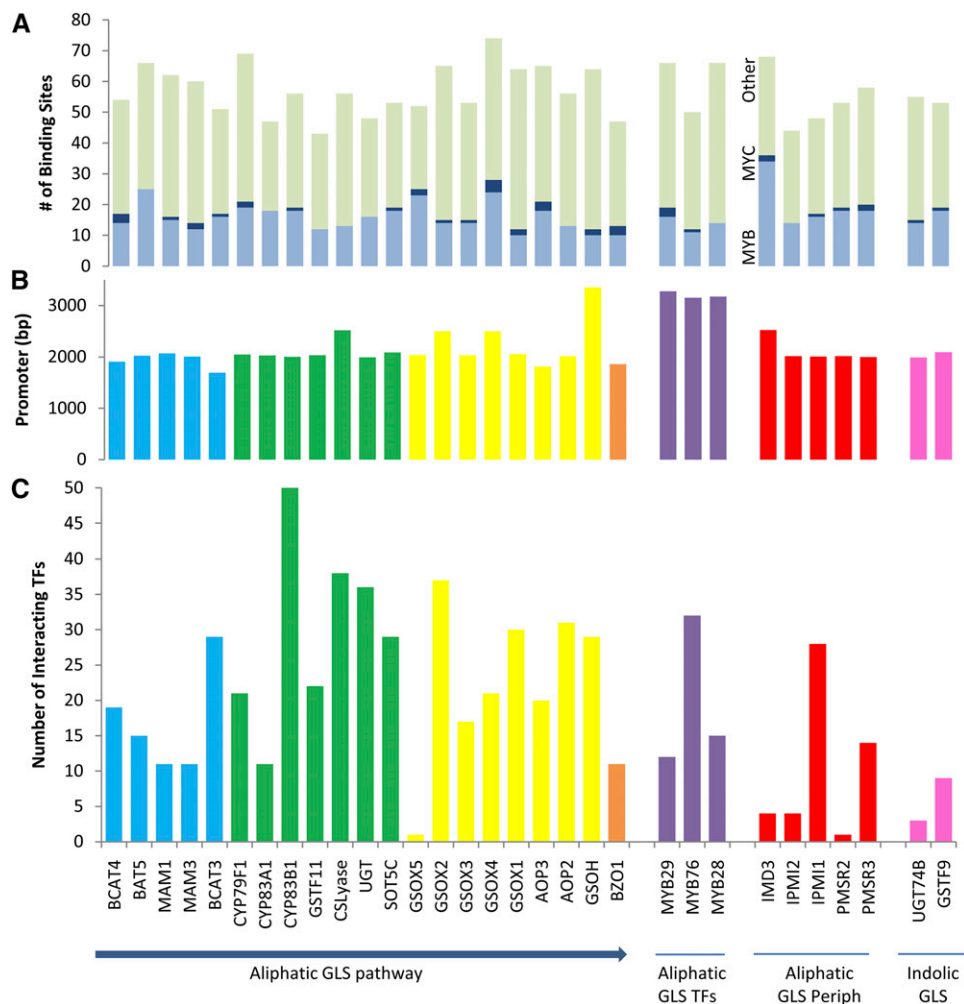 A
# of Binding Sites
80
70
60
50
40
30
20
10
0
Other
MYC
MYB
B
Promoter (bp)
3000
2000
1000
0
C
Number of Interacting TFs
50
45
40
35
30
25
20
15
10
5
0
BCAT4
BAT5
MAM1
MAM3
BCAT3
CYP79F1
CYP83A1
CYP83B1
GSTF11
CSLyase
UGT
SOT5C
GSOX5
GSOX2
GSOX3
GSOX4
GSOX1
AOP3
AOP2
GSOH
BZO1
MYB29
MYB76
MYB28
IMD3
IPMI2
IPMI1
PMSR2
PMSR3
UGT74B
GSTF9
Aliphatic GLS pathway
Aliphatic
GLS TFs
Aliphatic
GLS Periph
Indolic
GLS